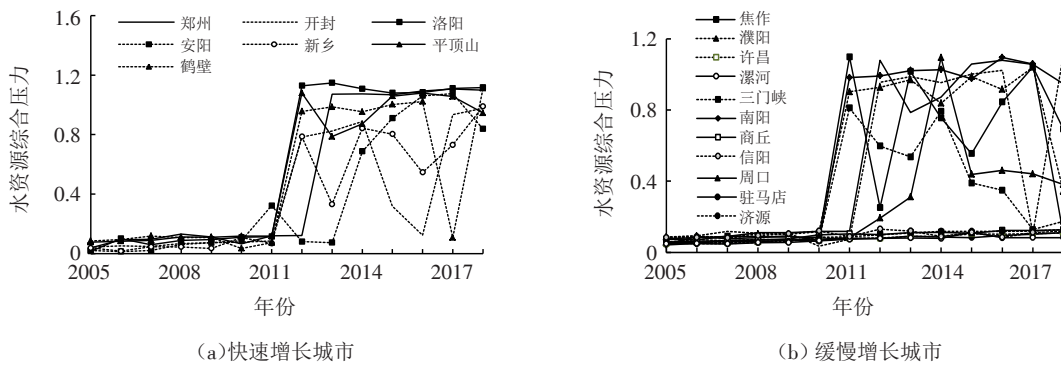 1.6
郑州
开封
洛阳
安阳
新乡
平顶山
鹤壁
水资源综合压力
1.2
0.8
0.4
0
2005
2008
2011
2014
2017
年份
(a)快速增长城市
焦作
濮阳
许昌
漯河
三门峡
南阳
商丘
信阳
周口
驻马店
济源
水资源综合压力
1.2
0.8
0.4
0
2005
2008
2011
2014
2017
年份
(b) 缓慢增长城市